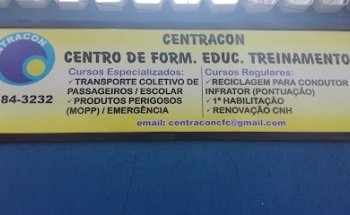 CENTRACON
CENTRO DE FORM. EDUC. TREINAMENTO
ENTRACON
84-3232
Cursos Especializados:
✓ TRANSPORTE COLETIVO DE
PASSAGEIROS / ESCOLAR
✓ PRODUTOS PERIGOSOS
(MOPP) / EMERGÊNCIA
Cursos Regulares:
✓ RECICLAGEM PARA CONDUTOR
INFRATOR (PONTUAÇÃO)
✓ 1ª HABILITAÇÃO
✓ RENOVAÇÃO CNH
email: centraconcfc@gmail.com